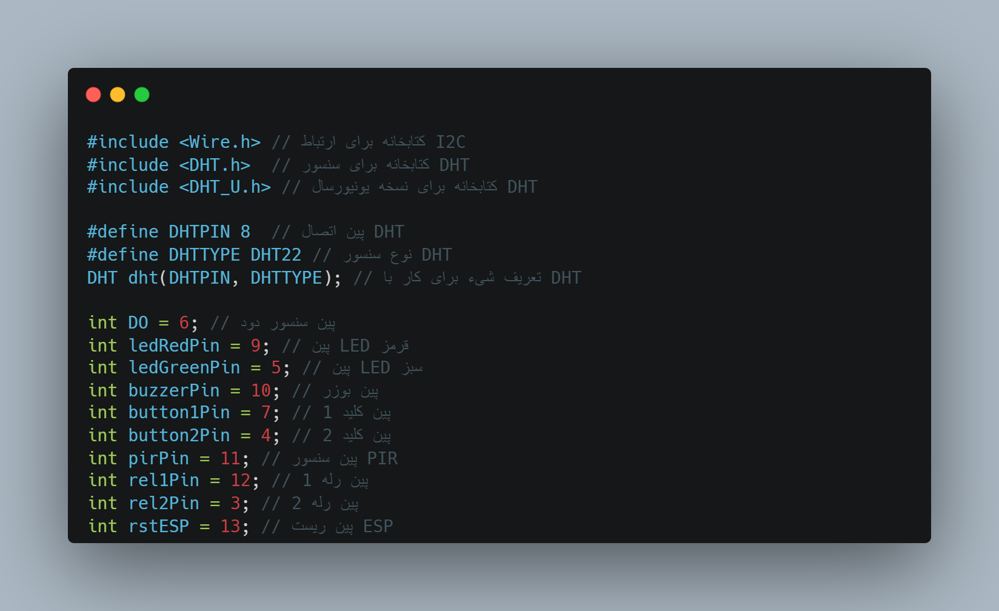 #include <Wire.h> // کتابخانه برای ارتباط I2C
#include <DHT.h>  // کتابخانه برای سنسور DHT
#include <DHT_U.h> // کتابخانه برای نسخه یونیورسال DHT
#define DHTPIN 8  // پین اتصال DHT
#define DHTTYPE DHT22 // نوع سنسور DHT
DHT dht(DHTPIN, DHTTYPE); // تعریف شیء برای کار با DHT
int DO = 6; // پین سنسور دود
int ledRedPin = 9; // پین LED قرمز
int ledGreenPin = 5; // پین LED سبز
int buzzerPin = 10; // پین بوزر
int button1Pin = 7; // پین کلید 1
int button2Pin = 4; // پین کلید 2
int pirPin = 11; // پین سنسور PIR
int rel1Pin = 12; // پین رله 1
int rel2Pin = 3; // پین رله 2
int rstESP = 13; // پین ریست ESP